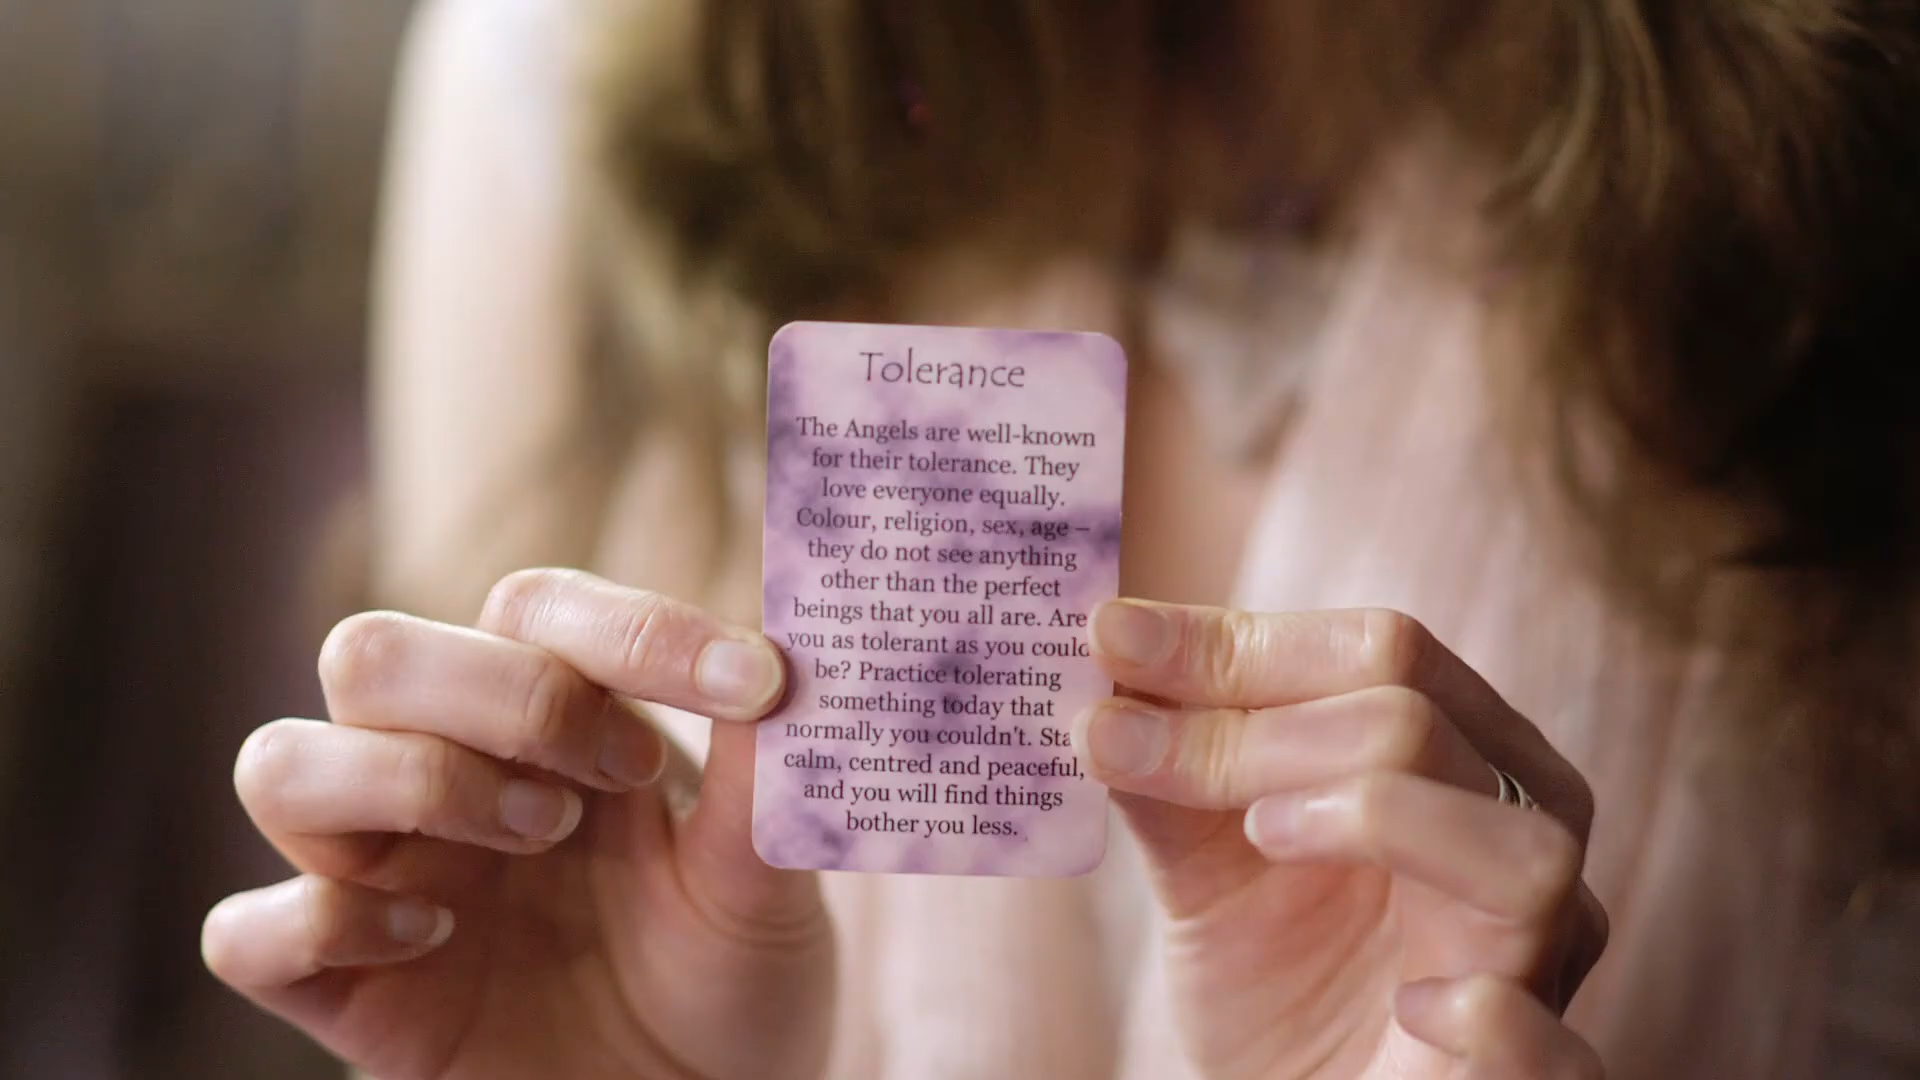 Tolerance
The Angels are well-known
for their tolerance. They
love everyone equally.
Colour, religion, sex, age –
they do not see anything
other than the perfect
beings that you all are. Are
you as tolerant as you could
be? Practice tolerating
something today that
normally you couldn't. Sta
calm, centred and peaceful,
and you will find things
bother you less.